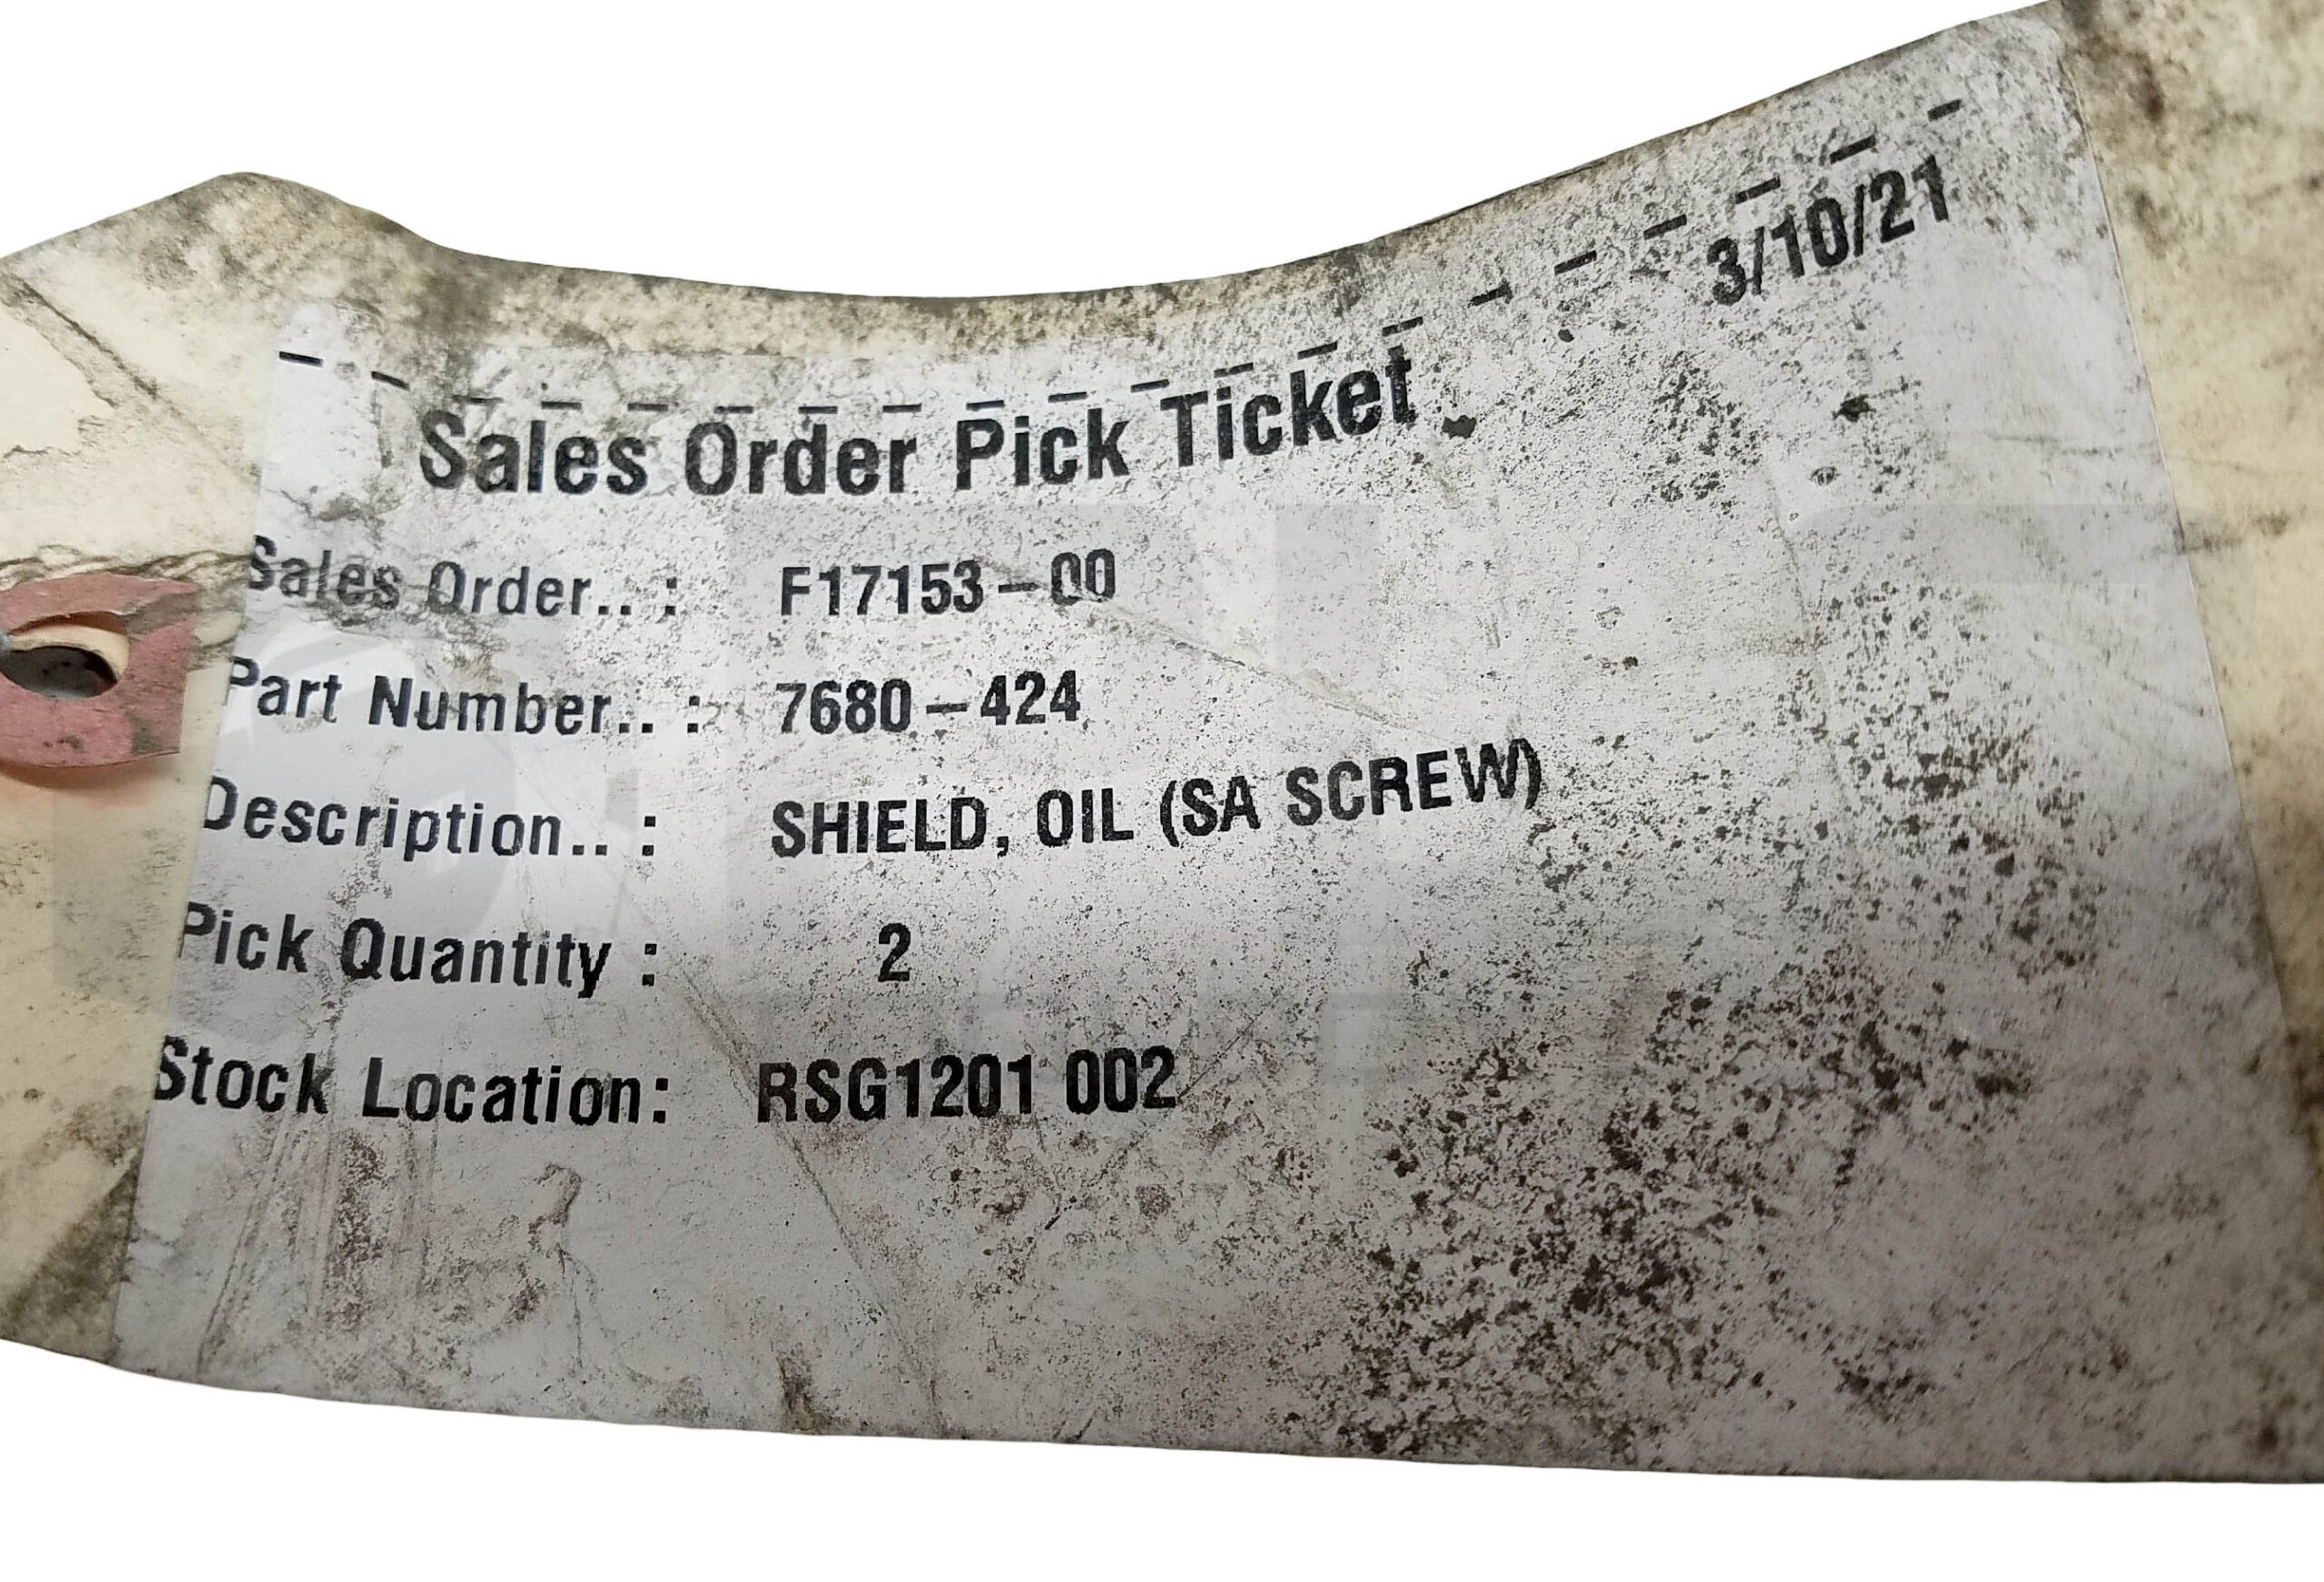 3/10/21
Sales Order Pick Ticket
Sales Order.. : F17153-00
Part Number.. : 7680-424
Description.. : SHIELD, OIL (SA SCREW)
Pick Quantity : 2
Stock Location: RSG1201 002